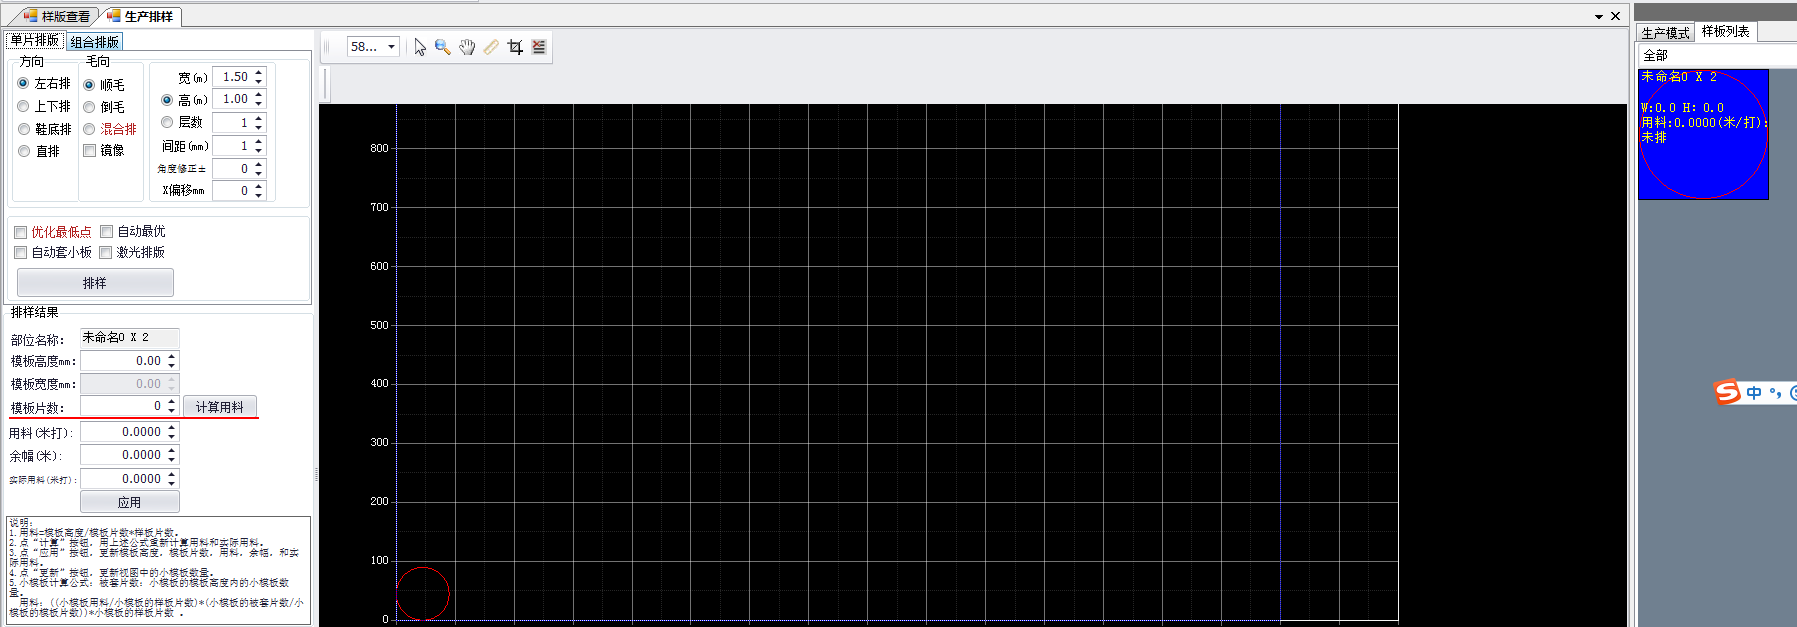 样版查看 生产排样
单片排版 组合排版
方向
左右排
上下排
鞋底排
直排
毛向
顺毛
倒毛
混合排
镜像
宽(m) 1.50
高(m) 1.00
层数 1
间距(mm) 1
角度修正± 0
X偏移mm 0
优化最低点 自动最优
自动套小板 激光排版
排样
排样结果
部位名称: 未命名0 X 2
模板高度mm: 0.00
模板宽度mm: 0.00
模板片数: 0 计算用料
用料(米打): 0.0000
余幅(米): 0.0000
实际用料(米打): 0.0000
应用
说明:
1.用料=模板高度/模板片数*样板片数。
2.点“计算”按钮，用上述公式重新计算用料和实际用料。
3.点“应用”按钮，更新模板高度，模板片数，用料，余幅，和实
际用料。
4.点“更新”按钮，更新视图中的小模板数量。
5.小模板计算公式：被套片数：小模板的模板高度内的小模板数
量。
用料：((小模板用料/小模板的样板片数)*(小模板的被套片数/小
模板的模板片数))*小模板的样板片数 。
58...
800
700
600
500
400
300
200
100
0
生产模式 样板列表
全部
未命名0 X 2
W:0.0 H: 0.0
用料:0.0000(米/打):
未排
中 °,